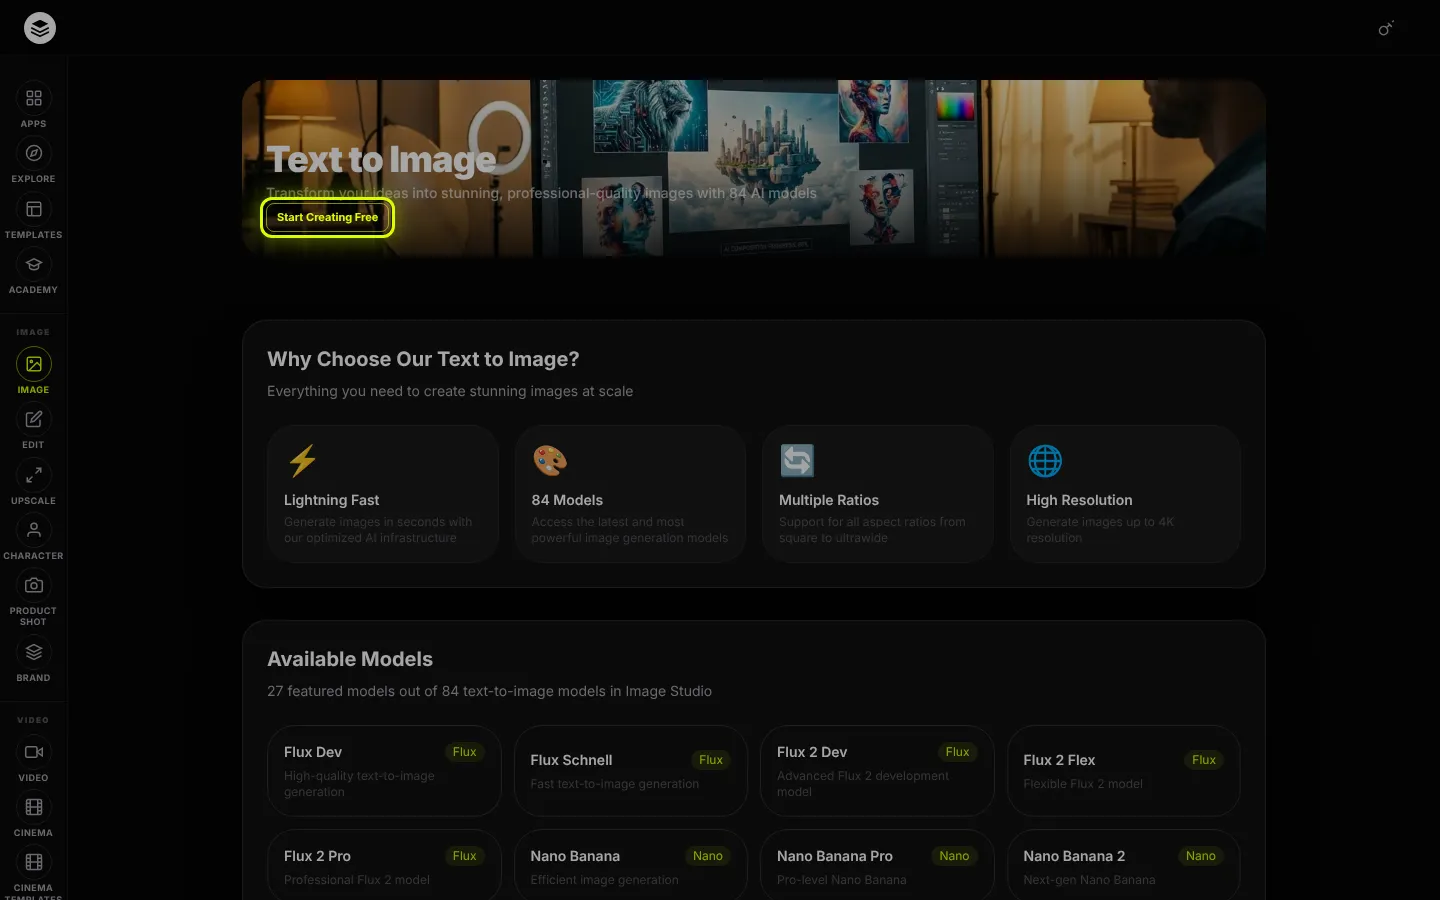 APPS
EXPLORE
TEMPLATES
ACADEMY
IMAGE
IMAGE
EDIT
UPSCALE
CHARACTER
PRODUCT
SHOT
BRAND
VIDEO
VIDEO
CINEMA
CINEMA
TEMPLATES
Text to Image
Transform your ideas into stunning, professional-quality images with 84 AI models
Start Creating Free
Why Choose Our Text to Image?
Everything you need to create stunning images at scale
Lightning Fast
Generate images in seconds with
our optimized AI infrastructure
84 Models
Access the latest and most
powerful image generation models
Multiple Ratios
Support for all aspect ratios from
square to ultrawide
High Resolution
Generate images up to 4K
resolution
Available Models
27 featured models out of 84 text-to-image models in Image Studio
Flux Dev
Flux
High-quality text-to-image
generation
Flux Schnell
Flux
Fast text-to-image generation
Flux 2 Dev
Flux
Advanced Flux 2 development
model
Flux 2 Flex
Flux
Flexible Flux 2 model
Flux 2 Pro
Flux
Professional Flux 2 model
Nano Banana
Nano
Efficient image generation
Nano Banana Pro
Nano
Pro-level Nano Banana
Nano Banana 2
Nano
Next-gen Nano Banana